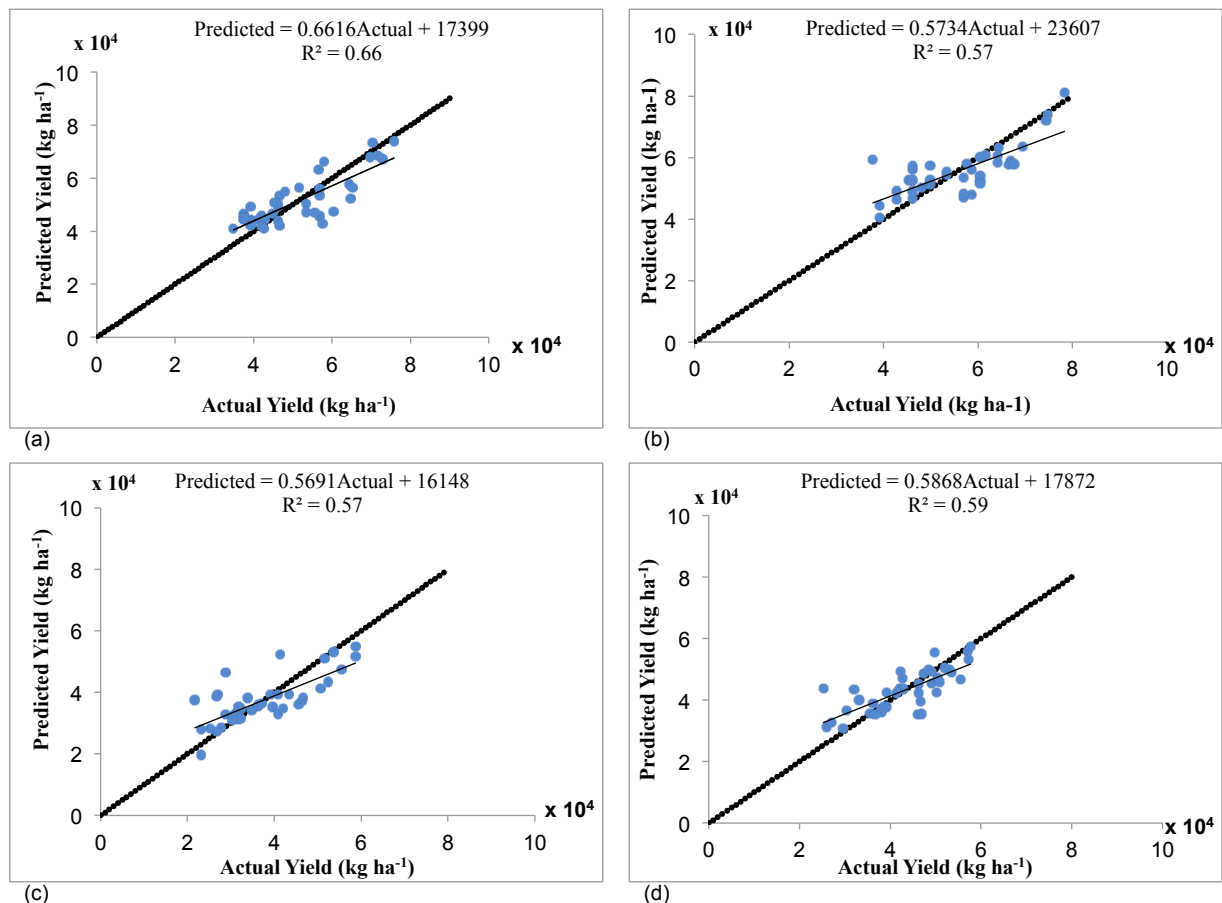 Predicted = 0.6616Actual + 17399
R² = 0.66
x 10⁴
Predicted Yield (kg ha⁻¹)
10
8
6
4
2
0
0
2
4
6
8
10
x 10⁴
Actual Yield (kg ha⁻¹)
(a)
Predicted = 0.5734Actual + 23607
R² = 0.57
x 10⁴
Predicted Yield (kg ha-1)
10
8
6
4
2
0
0
2
4
6
8
10
x 10⁴
Actual Yield (kg ha-1)
(b)
Predicted = 0.5691Actual + 16148
R² = 0.57
x 10⁴
Predicted Yield (kg ha⁻¹)
10
8
6
4
2
0
0
2
4
6
8
10
x 10⁴
Actual Yield (kg ha⁻¹)
(c)
Predicted = 0.5868Actual + 17872
R² = 0.59
x 10⁴
Predicted Yield (kg ha⁻¹)
10
8
6
4
2
0
0
2
4
6
8
10
x 10⁴
Actual Yield (kg ha⁻¹)
(d)